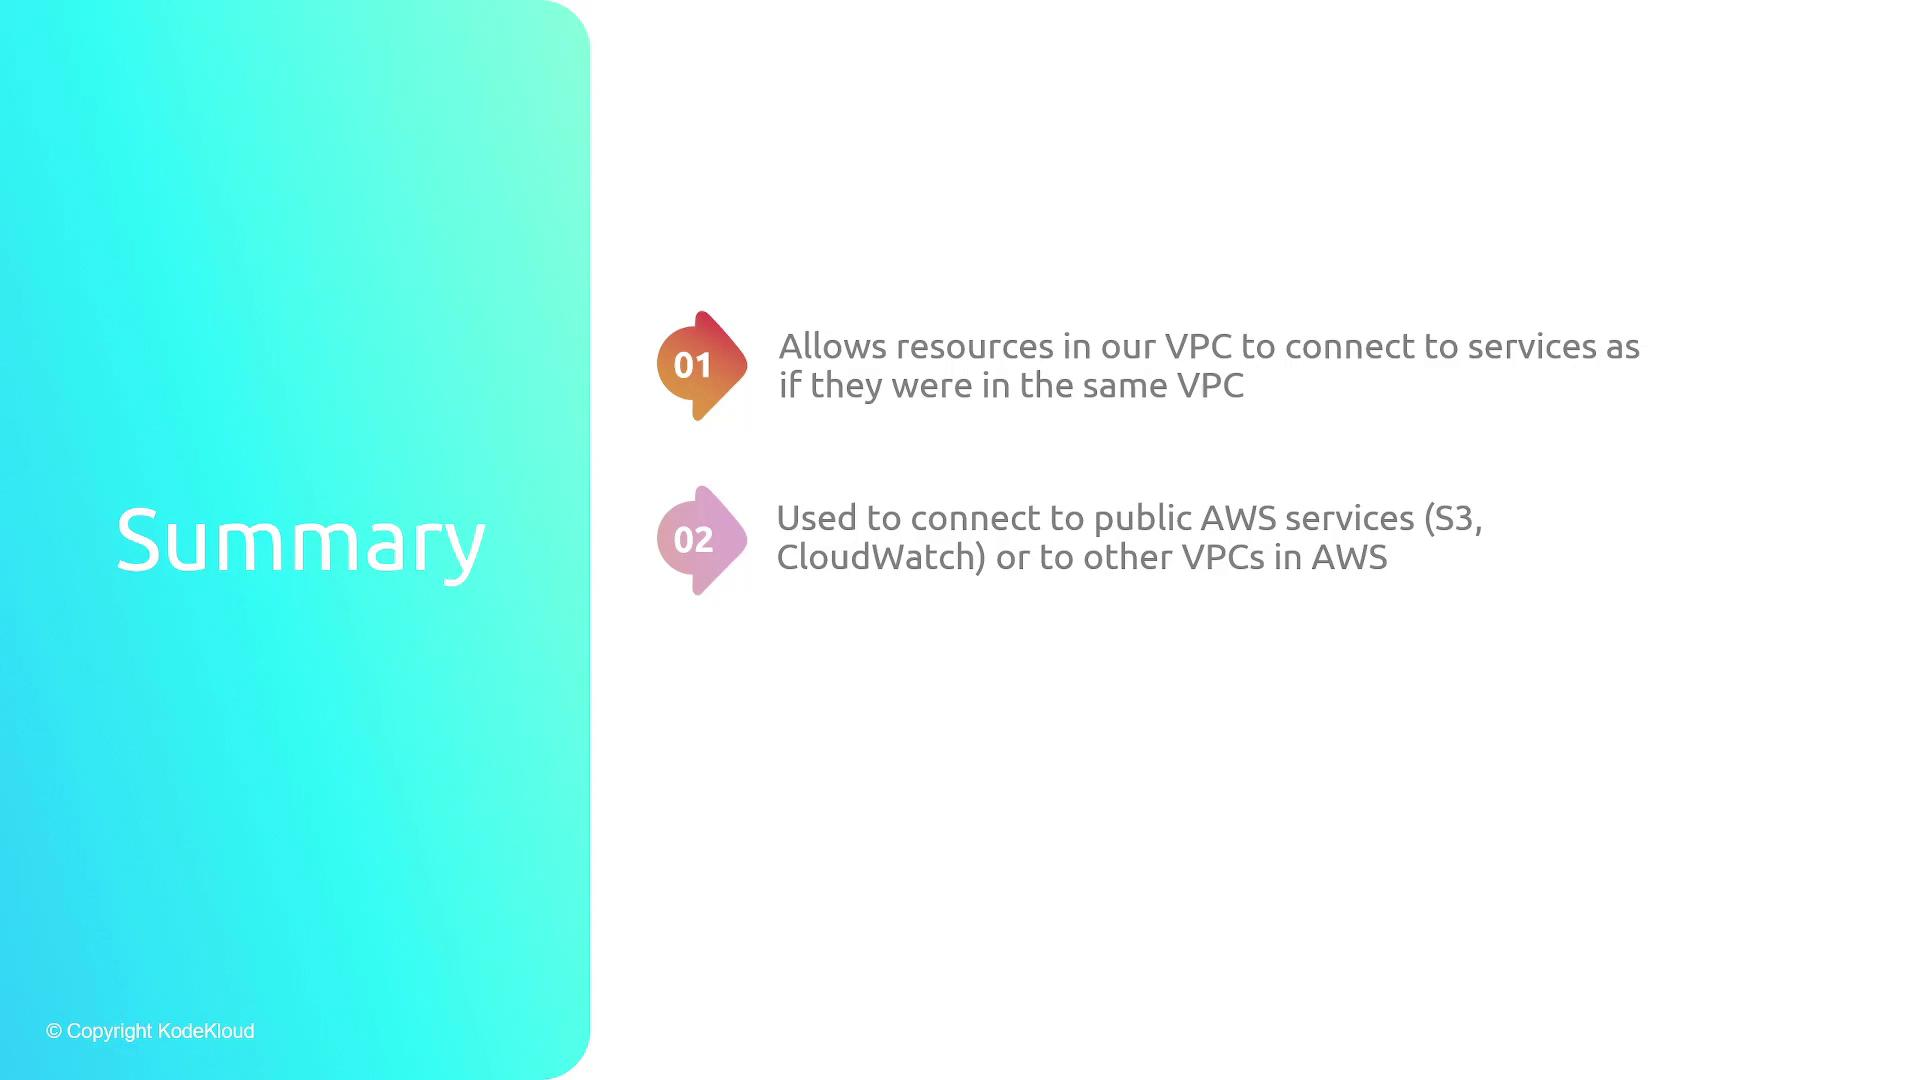 Summary
01
Allows resources in our VPC to connect to services as
if they were in the same VPC
02
Used to connect to public AWS services (S3,
CloudWatch) or to other VPCs in AWS
© Copyright KodeKloud